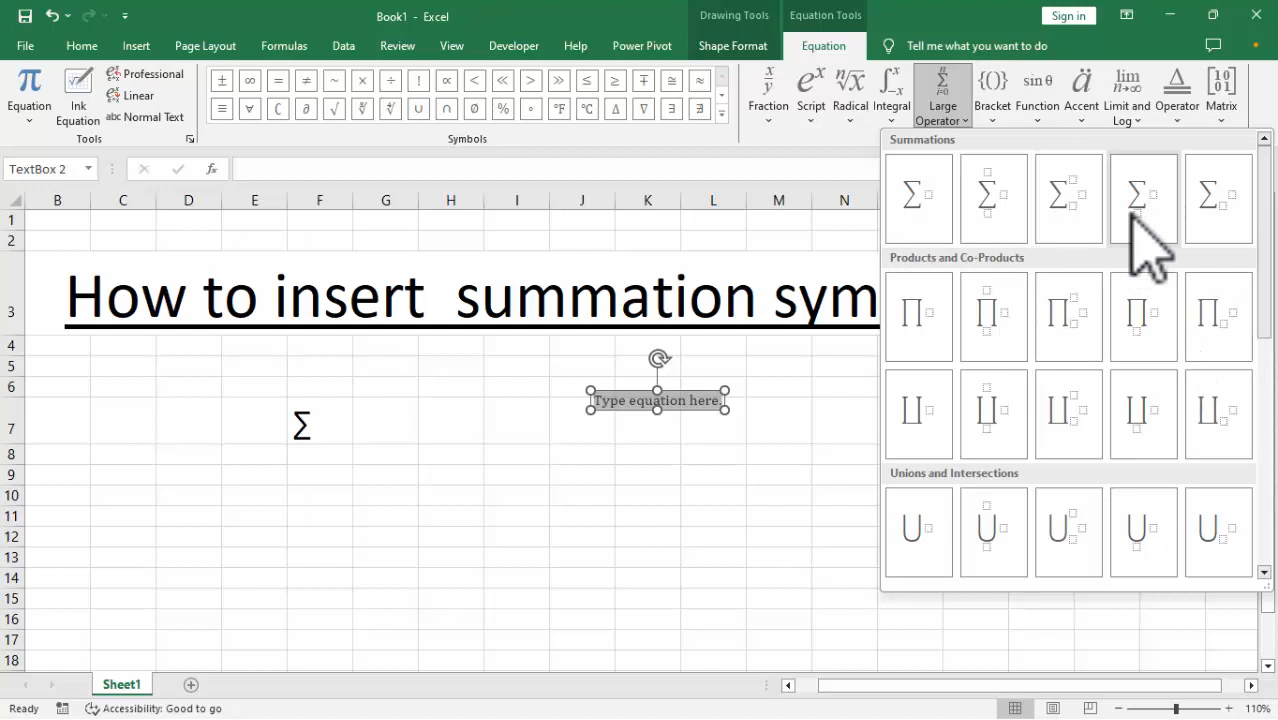 Book1 - Excel
Drawing Tools
Equation Tools
Sign in
File
Home
Insert
Page Layout
Formulas
Data
Review
View
Developer
Help
Power Pivot
Shape Format
Equation
Tell me what you want to do
π
Equation
Ink Equation
Professional
Linear
abc Normal Text
Tools
± ∞ = ≠ ~ × ÷ ! ∝ < ≪ > ≫ ≤ ≥ ∓ ≅ ≈
≡ ∀ ∁ ∂ √ ∛ ∜ ∪ ∩ ∅ % ° °F °C ∆ ∇ ∃ ∄
Symbols
Fraction
Script
Radical
Integral
Large Operator
Bracket
Function
Accent
Limit and Log
Operator
Matrix
TextBox 2
fx
B C D E F G H I J K L M N
1
2
3
How to insert  summation sym
4
5
6
Type equation here.
7
∑
8
9
10
11
12
13
14
15
16
17
18
Summations
Products and Co-Products
Unions and Intersections
Sheet1
Ready
Accessibility: Good to go
110%